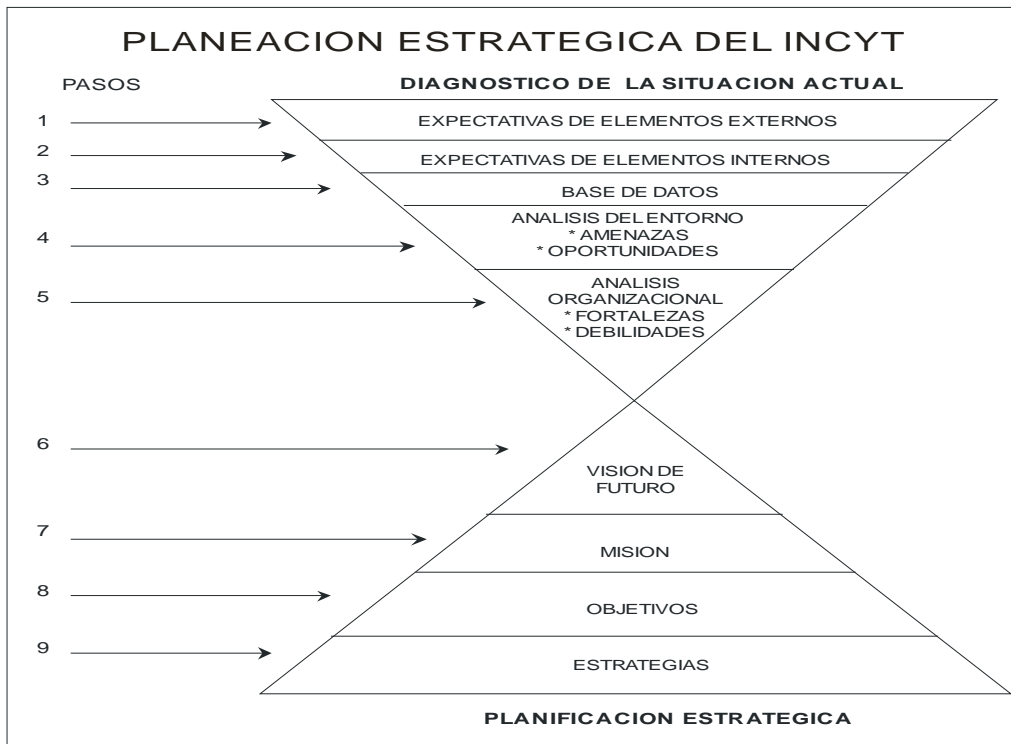 PLANEACION ESTRATEGICA DEL INCYT
PASOS
DIAGNOSTICO DE LA SITUACION ACTUAL
1
EXPECTATIVAS DE ELEMENTOS EXTERNOS
2
EXPECTATIVAS DE ELEMENTOS INTERNOS
3
BASE DE DATOS
4
ANALISIS DEL ENTORNO
* AMENAZAS
* OPORTUNIDADES
5
ANALISIS
ORGANIZACIONAL
* FORTALEZAS
* DEBILIDADES
6
VISION DE
FUTURO
7
MISION
8
OBJETIVOS
9
ESTRATEGIAS
PLANIFICACION ESTRATEGICA